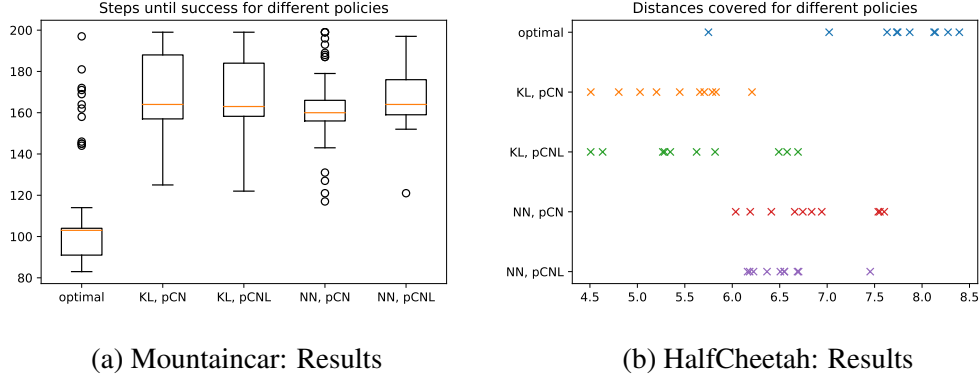 Steps until success for different policies
200
180
160
140
120
100
80
optimal
KL, pCN
KL, pCNL
NN, pCN
NN, pCNL
(a) Mountaincar: Results
Distances covered for different policies
optimal
KL, pCN
KL, pCNL
NN, pCN
NN, pCNL
4.5
5.0
5.5
6.0
6.5
7.0
7.5
8.0
8.5
(b) HalfCheetah: Results